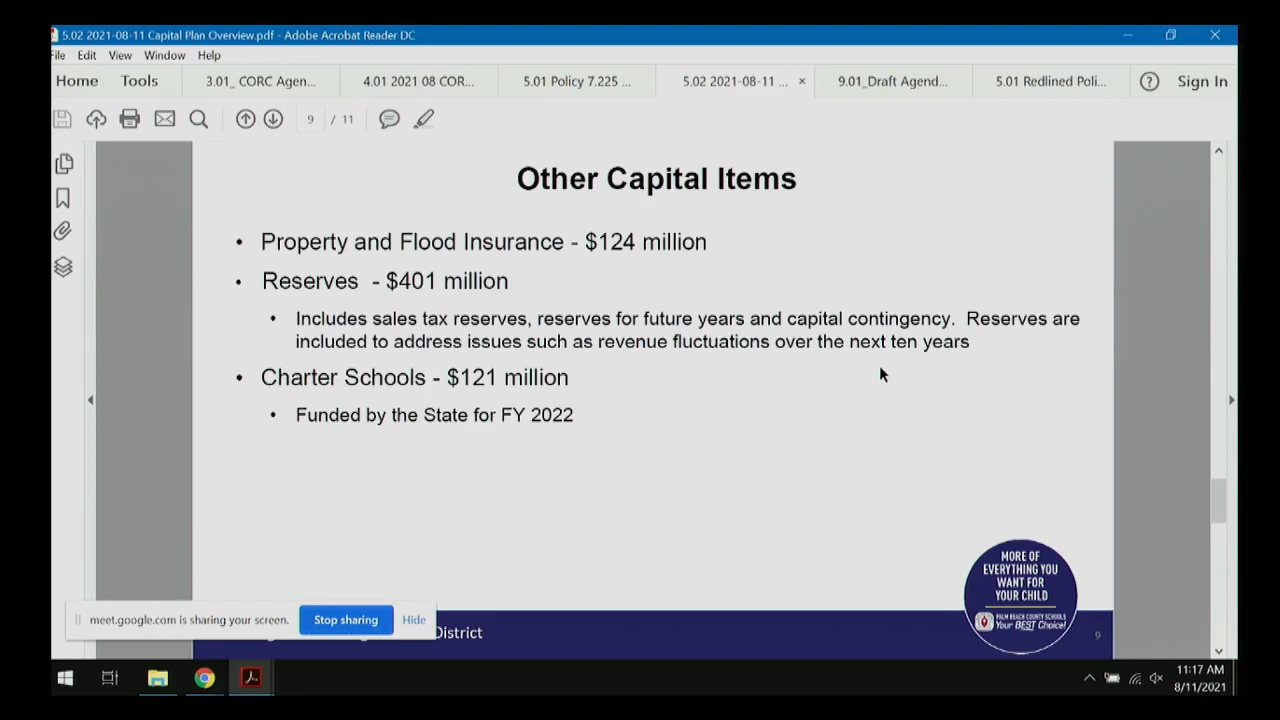 5.02 2021-08-11 Capital Plan Overview.pdf - Adobe Acrobat Reader DC
File Edit View Window Help
Home Tools 3.01_ CORC Agen... 4.01 2021 08 COR... 5.01 Policy 7.225 ... 5.02 2021-08-11 ... × 9.01_Draft Agend... 5.01 Redlined Poli... Sign In
9 / 11
Other Capital Items
• Property and Flood Insurance - $124 million
• Reserves - $401 million
• Includes sales tax reserves, reserves for future years and capital contingency. Reserves are
included to address issues such as revenue fluctuations over the next ten years
• Charter Schools - $121 million
• Funded by the State for FY 2022
MORE OF
EVERYTHING YOU
WANT FOR
YOUR CHILD
PALM BEACH COUNTY SCHOOLS
Your BEST Choice!
meet.google.com is sharing your screen. Stop sharing Hide
District
9
11:17 AM
8/11/2021